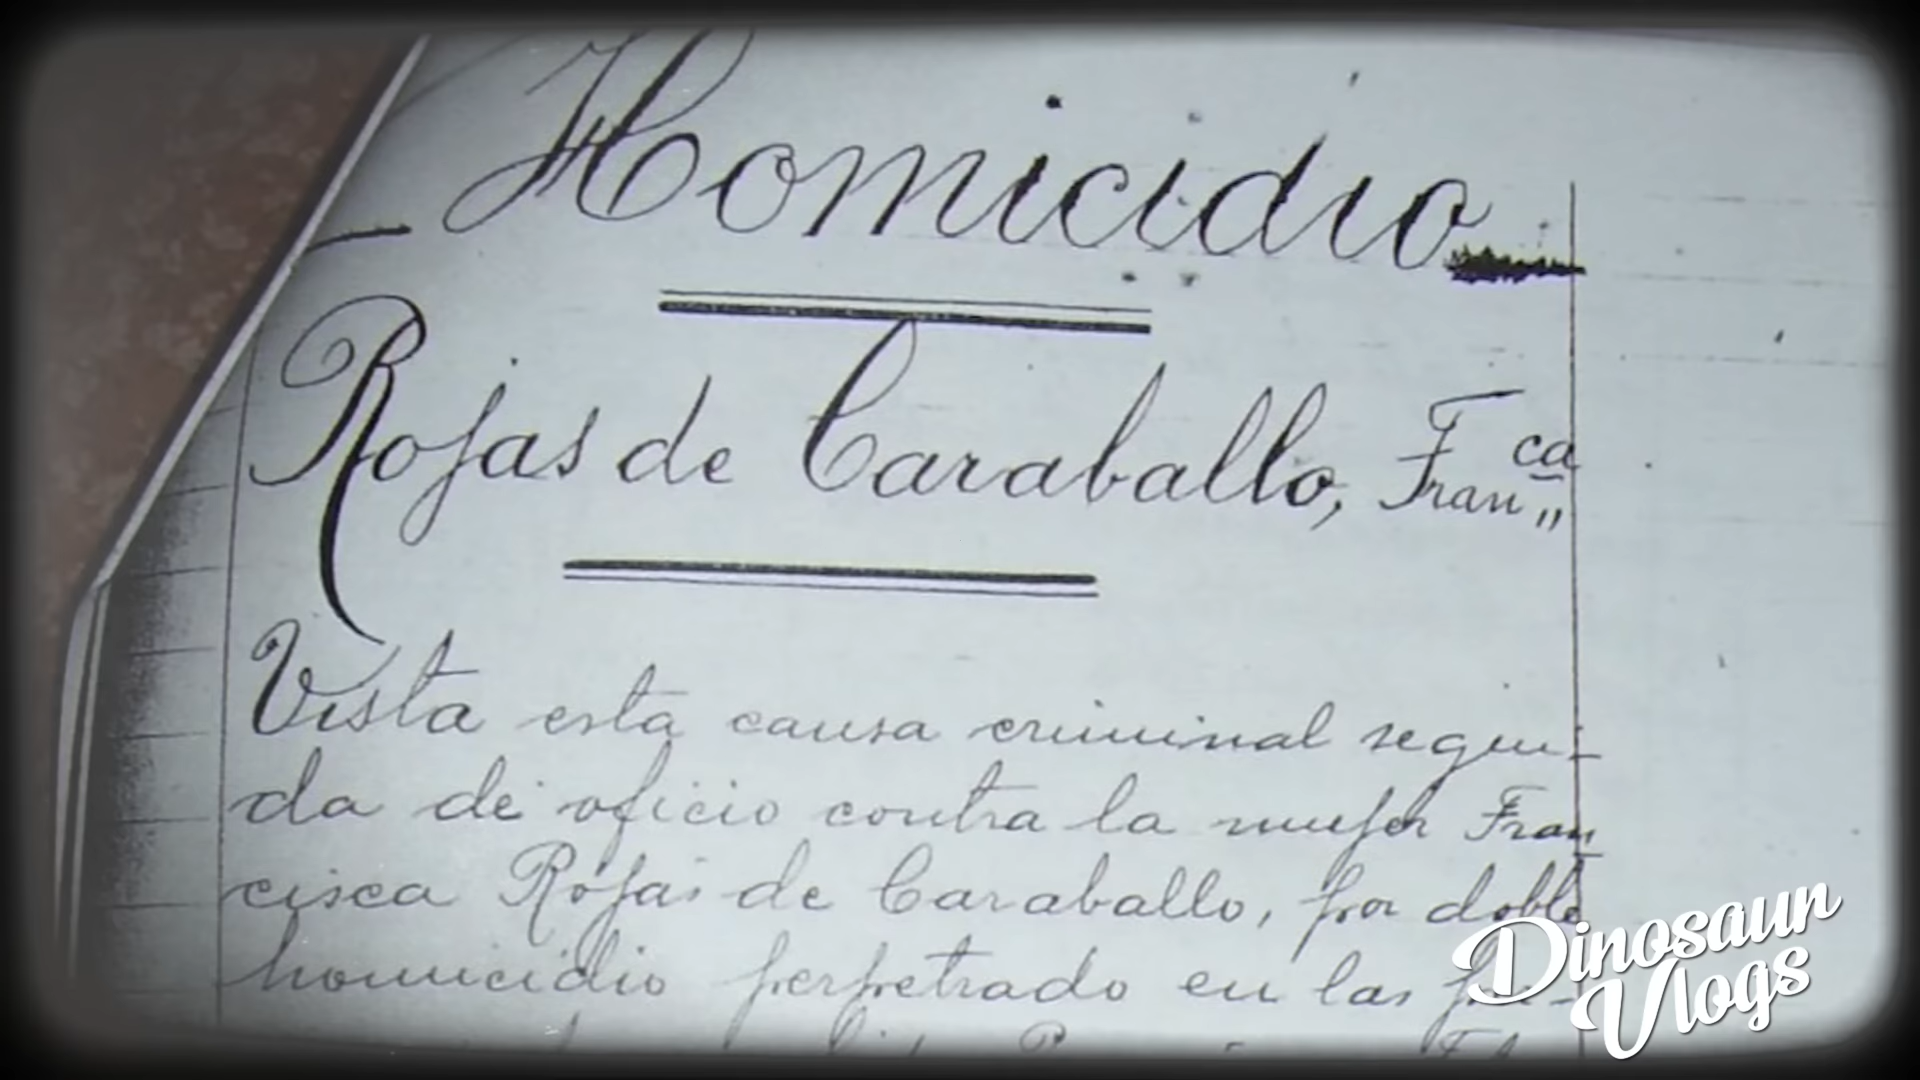 Homicidio
Rojas de Caraballo, Fran ca
Vista esta causa criminal segui-
da de oficio contra la mujer Fran
cisca Rojas de Caraballo, por doble
homicidio perpetrado en las
Dinosaur
Vlogs